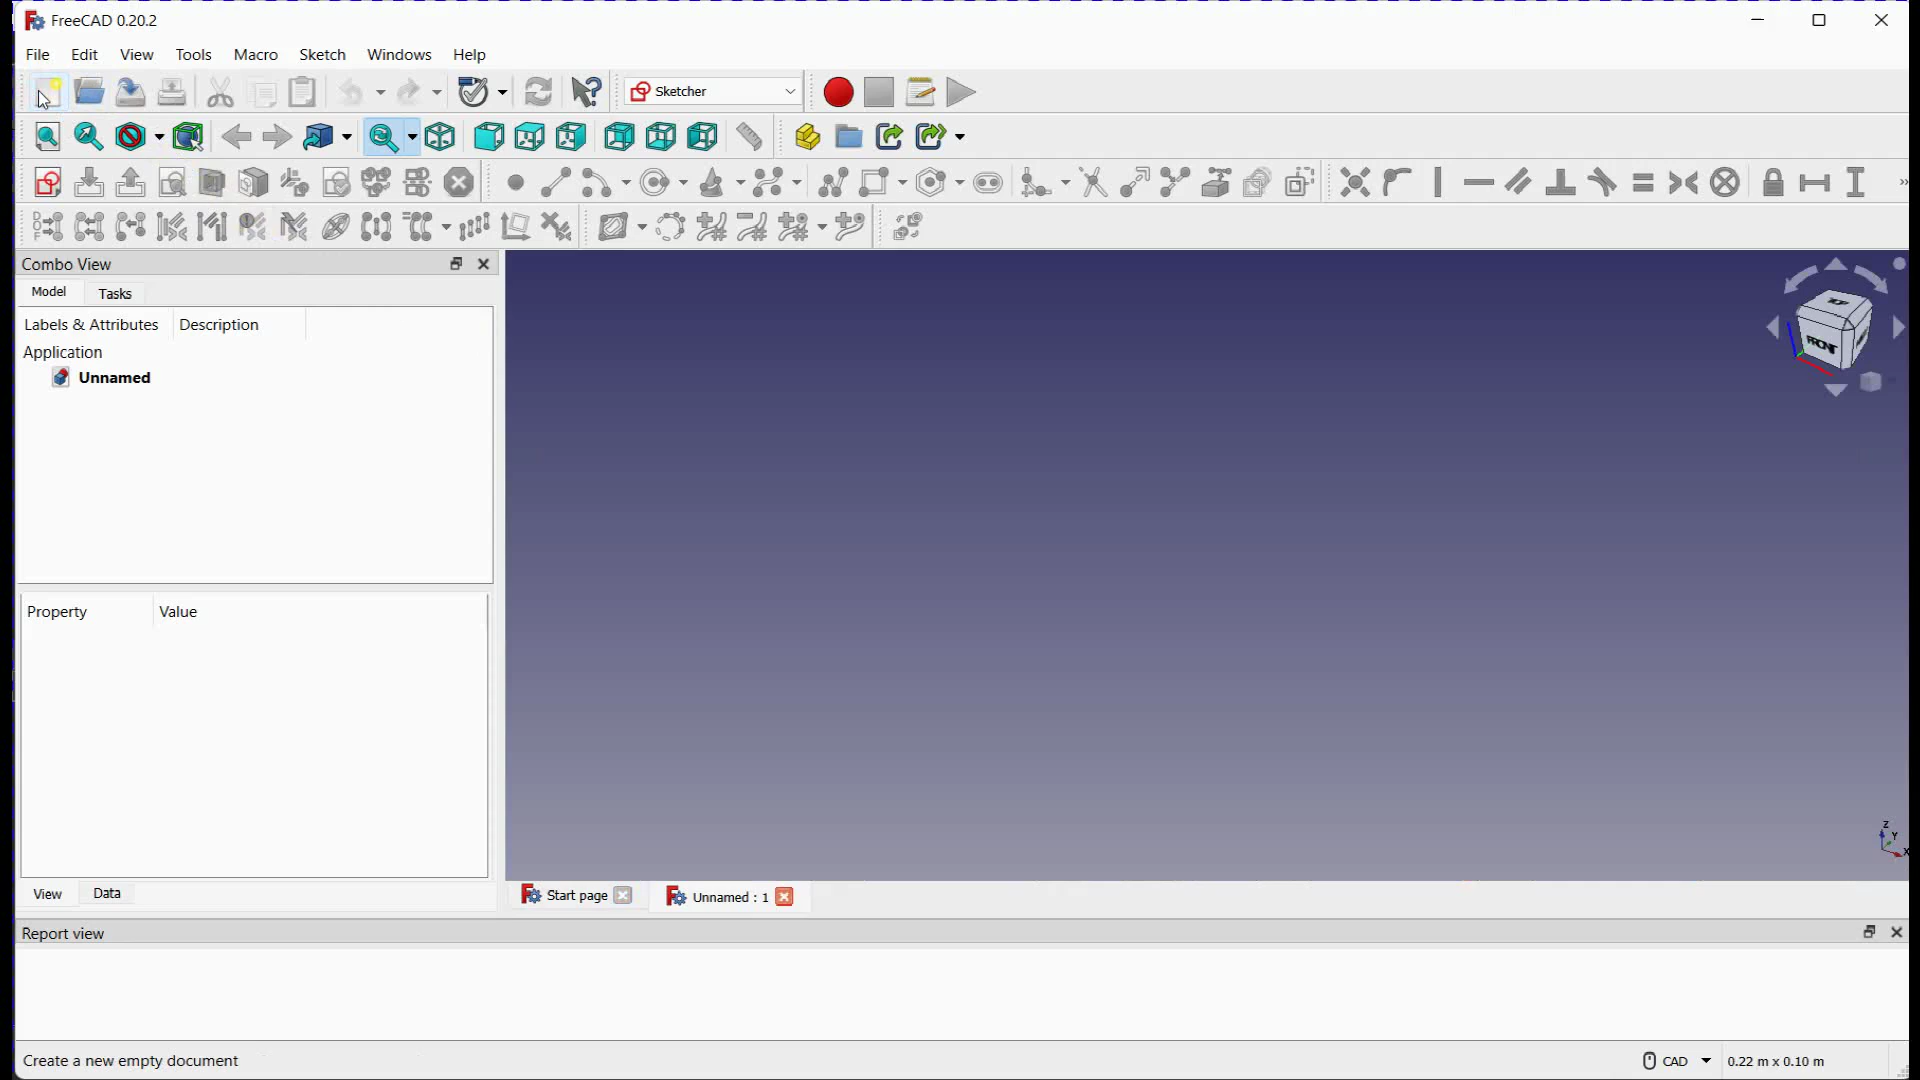 FreeCAD 0.20.2
File Edit View Tools Macro Sketch Windows Help
Sketcher
Combo View
Model Tasks
Labels & Attributes Description
Application
Unnamed
TOP
FRONT
Property Value
Z
Y
X
View Data
Start page Unnamed : 1
Report view
Create a new empty document
CAD 0.22 m x 0.10 m